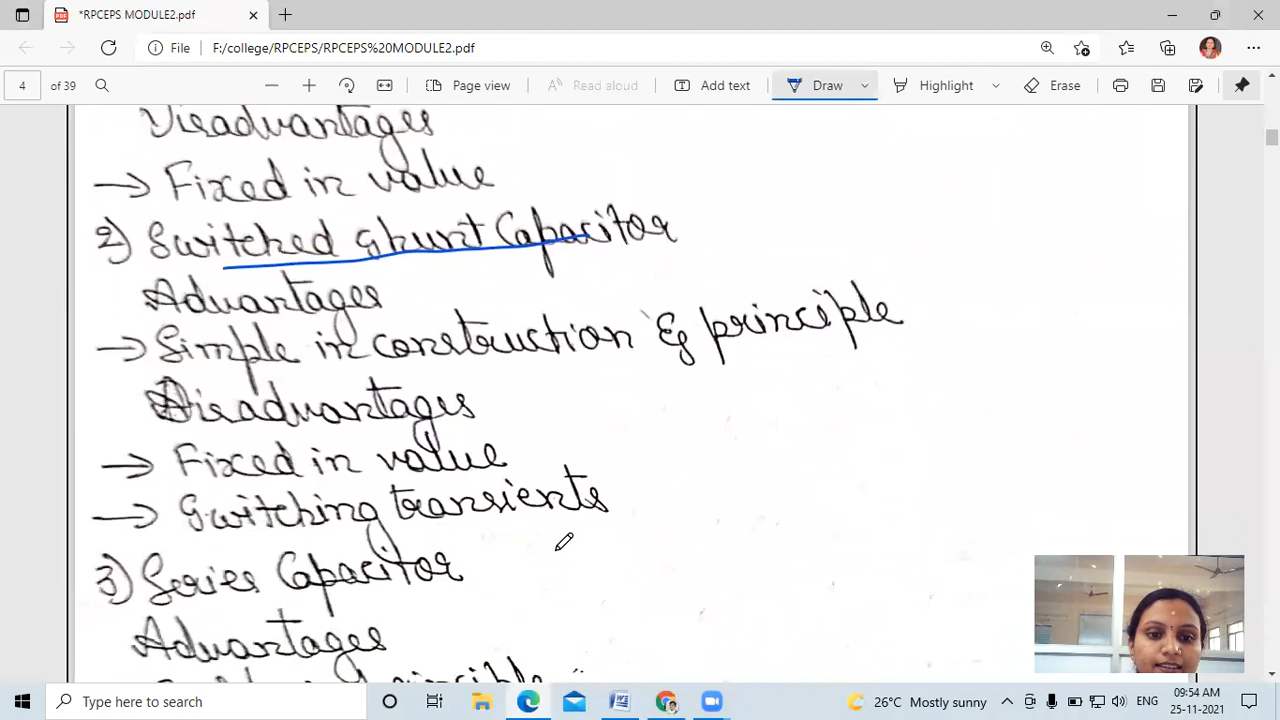 *RPCEPS MODULE2.pdf
File F:/college/RPCEPS/RPCEPS%20MODULE2.pdf
4 of 39 Page view Read aloud Add text Draw Highlight Erase
Disadvantages
→ Fixed in value
2) Switched Shunt Capacitor
Advantages
→ Simple in construction & principle
Disadvantages
→ Fixed in value
→ Switching transients
3) Series Capacitor
Advantages
principle
Type here to search 26°C Mostly sunny ENG 09:54 AM
25-11-2021